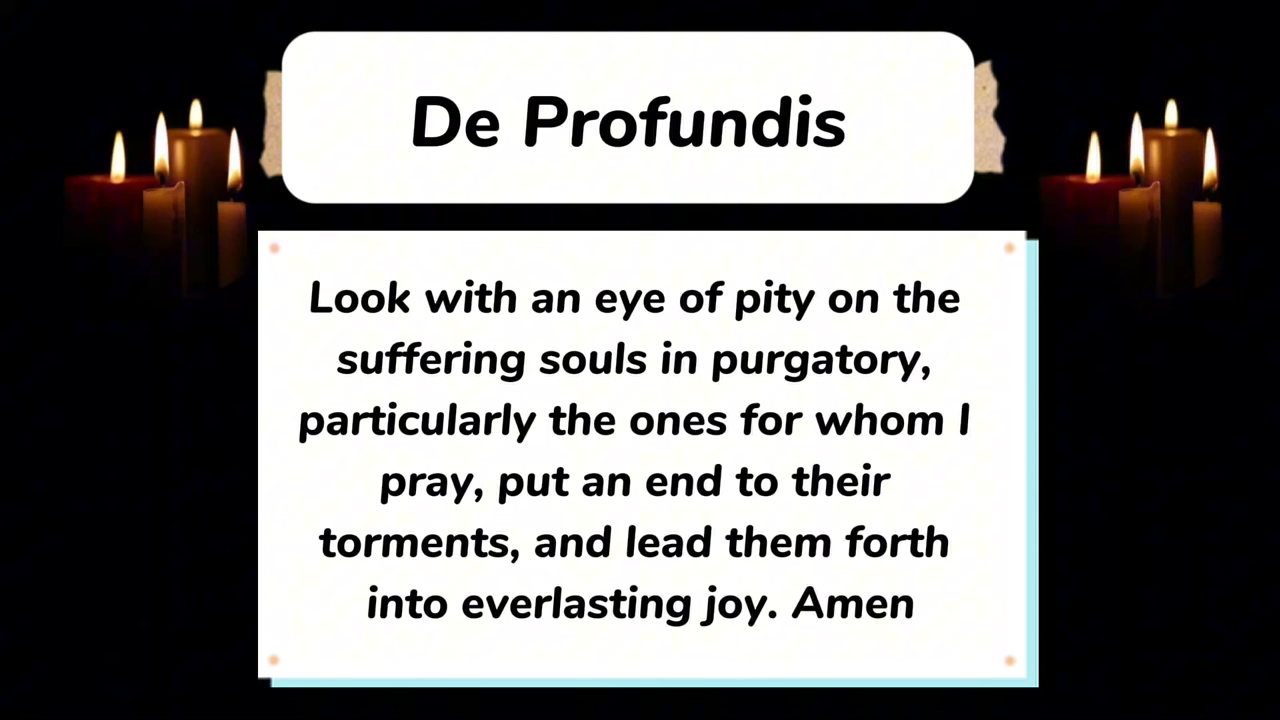 De Profundis
Look with an eye of pity on the
suffering souls in purgatory,
particularly the ones for whom I
pray, put an end to their
torments, and lead them forth
into everlasting joy. Amen